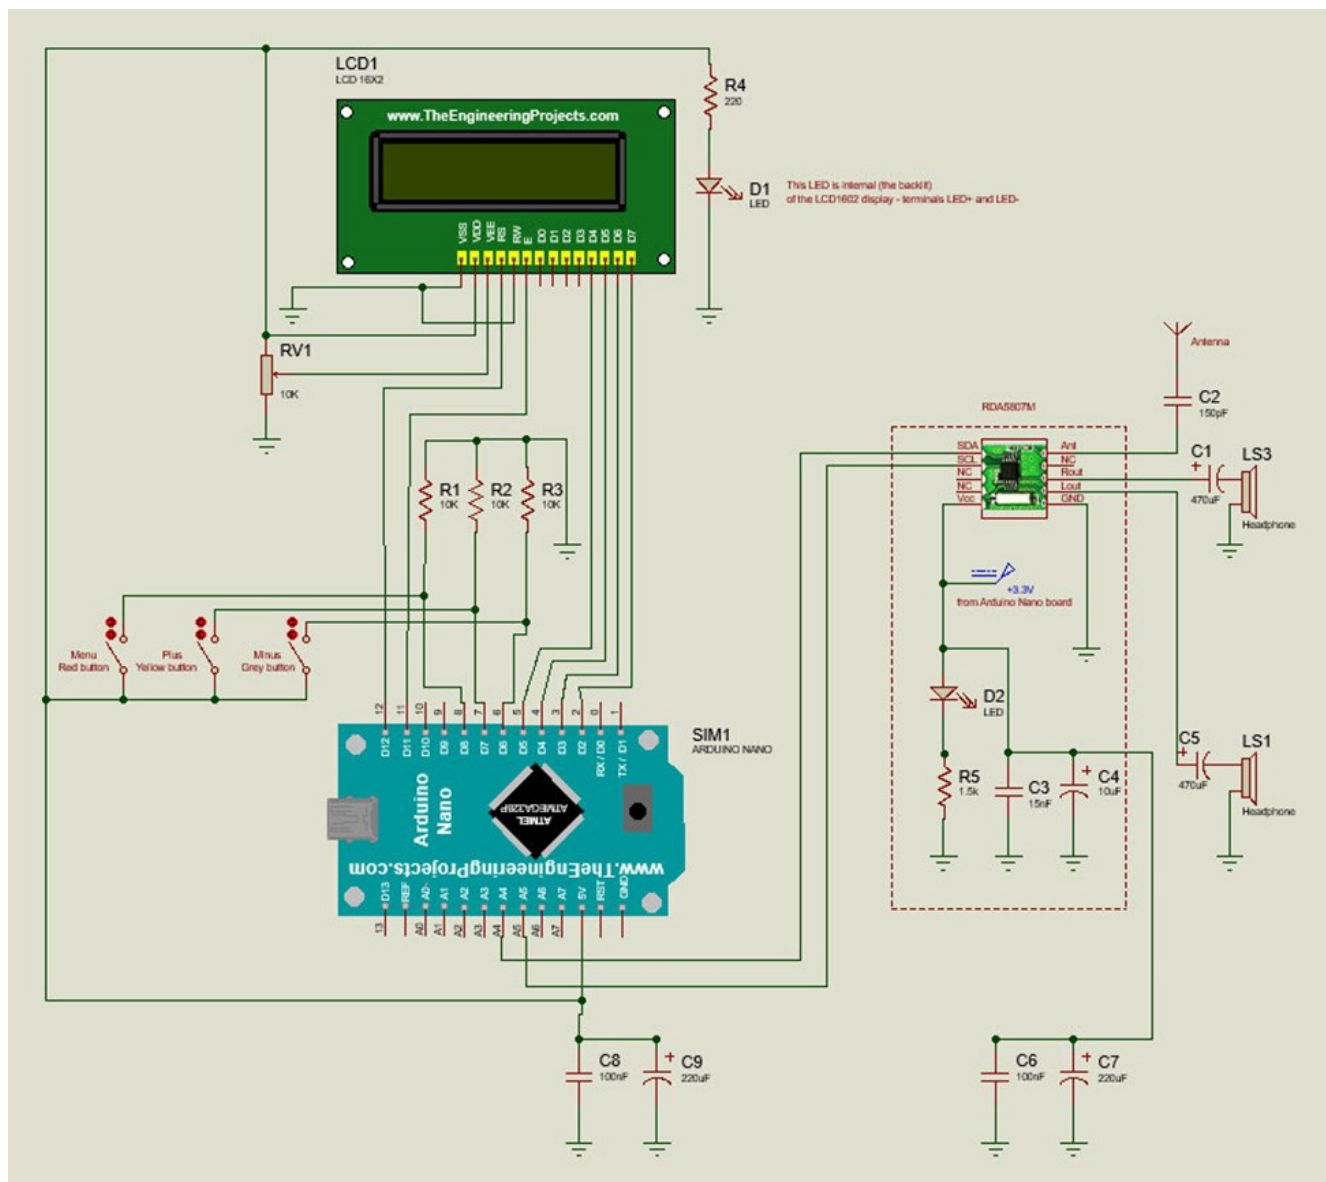 LCD1
LCD 16X2
www.TheEngineeringProjects.com
VSS
VDD
VEE
RS
RW
E
D0
D1
D2
D3
D4
D5
D6
D7
R4
220
D1
LED
This LED is internal (the backlit)
of the LCD1602 display - terminals LED+ and LED-
RV1
10K
Antenna
C2
150pF
RDA5807M
SDA
SCL
NC
NC
Vcc
Ant
NC
Rout
Lout
GND
C1
+
470uF
LS3
Headphone
R1
10K
R2
10K
R3
10K
+3.3V
from Arduino Nano board
Menu
Red button
Plus
Yellow button
Minus
Grey button
D2
LED
12
11
10
9
8
7
6
5
4
3
2
0
1
D12
D11
D10
D9
D8
D7
D6
D5
D4
D3
D2
RX / D0
TX / D1
SIM1
ARDUINO NANO
Arduino
Nano
ATMEL
ATMEGA328P
www.TheEngineeringProjects.com
D13
REF
A0
A1
A2
A3
A4
A5
A6
A7
5V
RST
GND
13
A0
A1
A2
A3
A4
A5
A6
A7
R5
1.5k
C3
15nF
+
C4
10uF
C5
+
470uF
LS1
Headphone
C8
100nF
+
C9
220uF
C6
100nF
+
C7
220uF